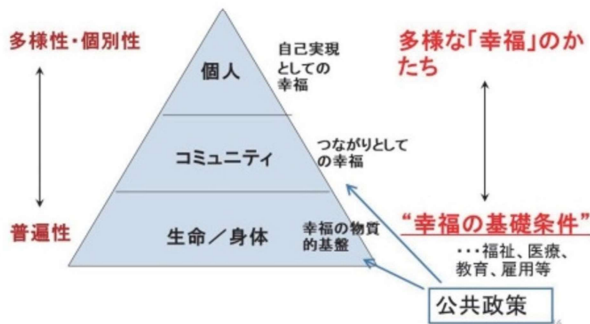 多様性・個別性
個人
自己実現
としての
幸福
多様な「幸福」のか
たち
コミュニティ
つながりとして
の幸福
普遍性
生命／身体
幸福の物質
的基盤
“幸福の基礎条件”
・・・福祉、医療、
教育、雇用等
公共政策